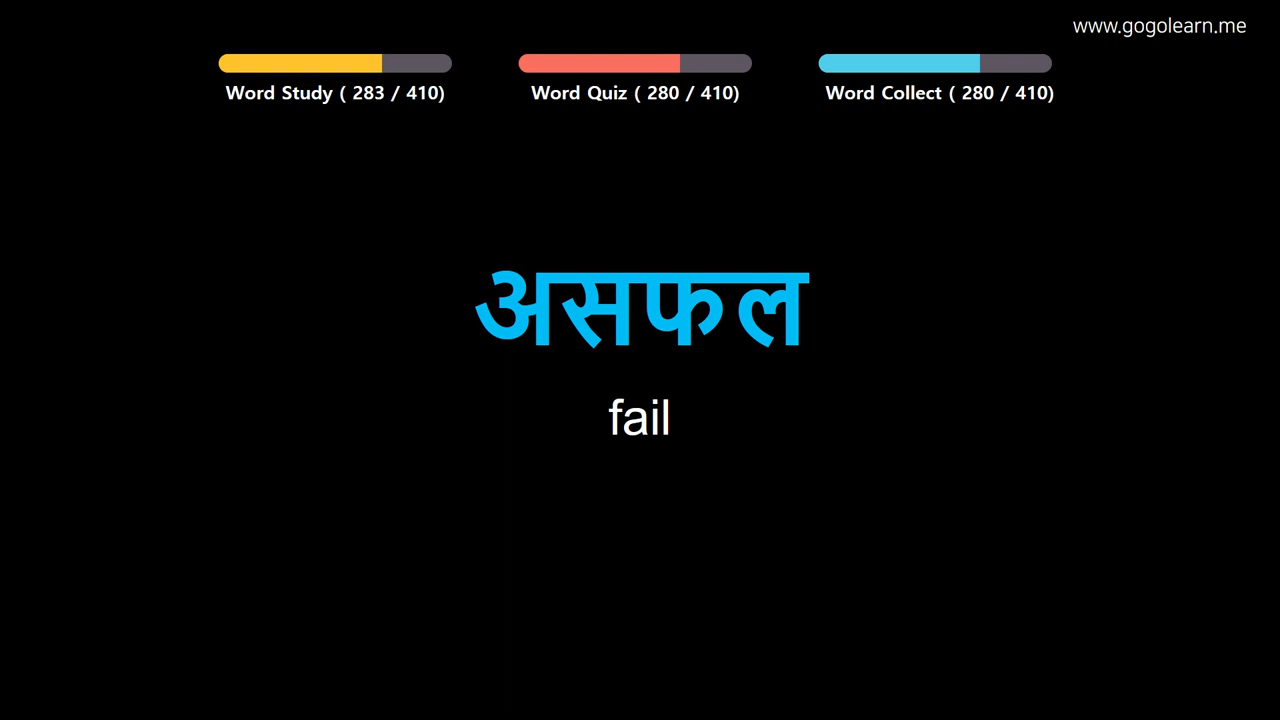 www.gogolearn.me
Word Study ( 283 / 410)
Word Quiz ( 280 / 410)
Word Collect ( 280 / 410)
असफल
fail